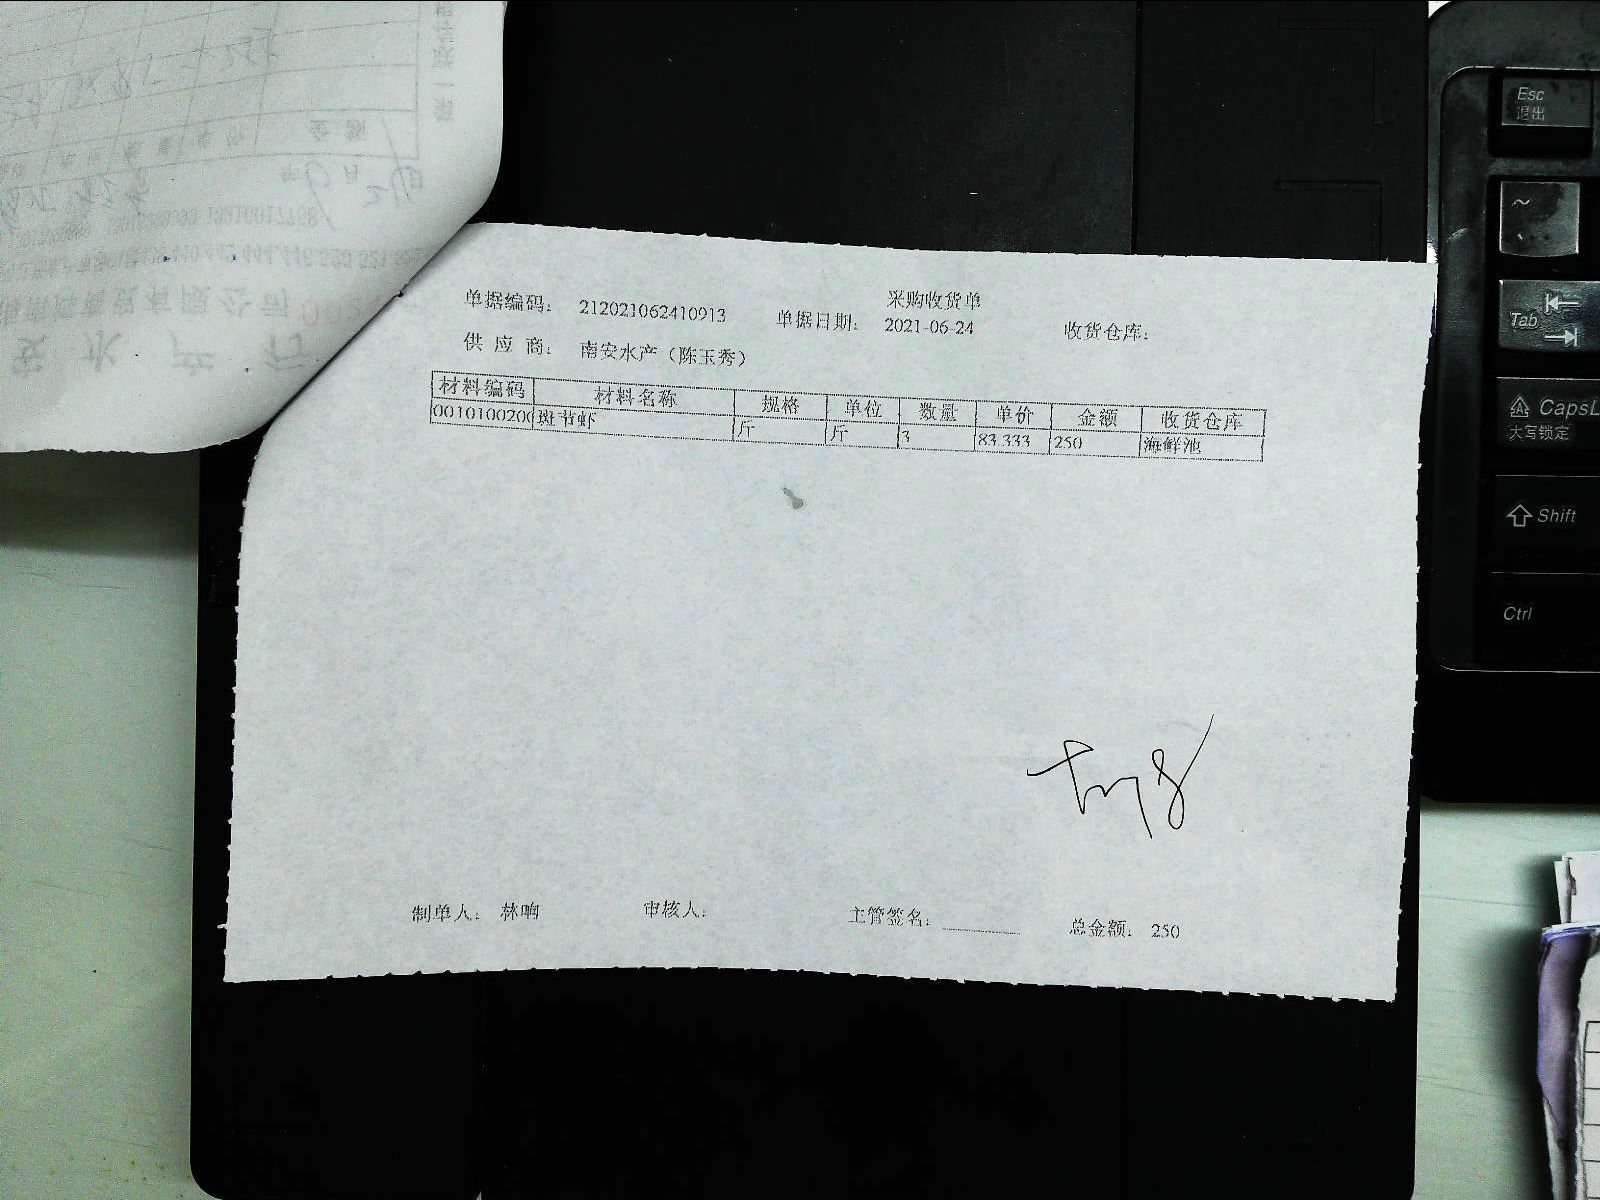 采购收货单
单据编码: 212021062410913 单据日期: 2021-06-24 收货仓库:
供 应 商: 南安水产（陈玉秀）
材料编码 材料名称 规格 单位 数量 单价 金额 收货仓库
0010100200 斑节虾 斤 斤 3 83.333 250 海鲜池
制单人: 林响 审核人: 主管签名: 总金额: 250
Esc
退出
~
Tab
CapsL
大写锁定
Shift
Ctrl